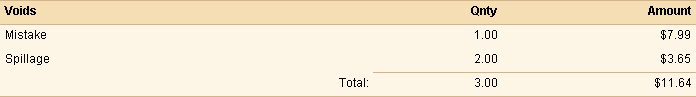 Voids Qnty Amount
Mistake 1.00 $7.99
Spillage 2.00 $3.65
Total: 3.00 $11.64